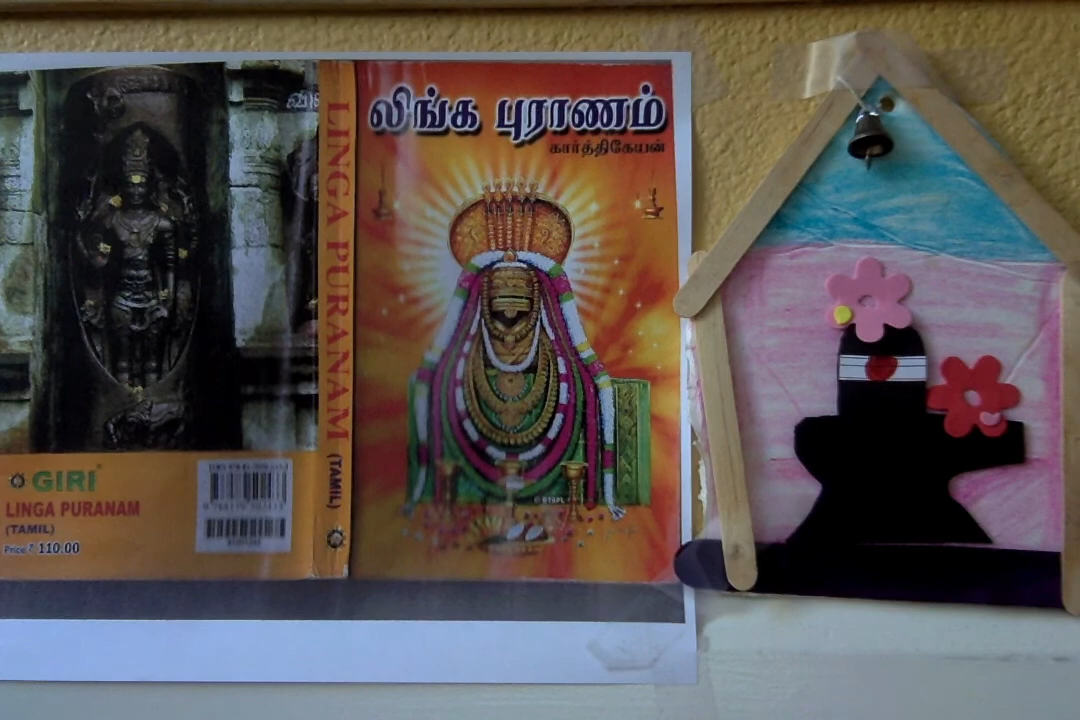 GIRI
LINGA PURANAM
(TAMIL)
Price ₹ 110.00
LINGA PURANAM (TAMIL)
லிங்க புராணம்
கார்த்திகேயன்